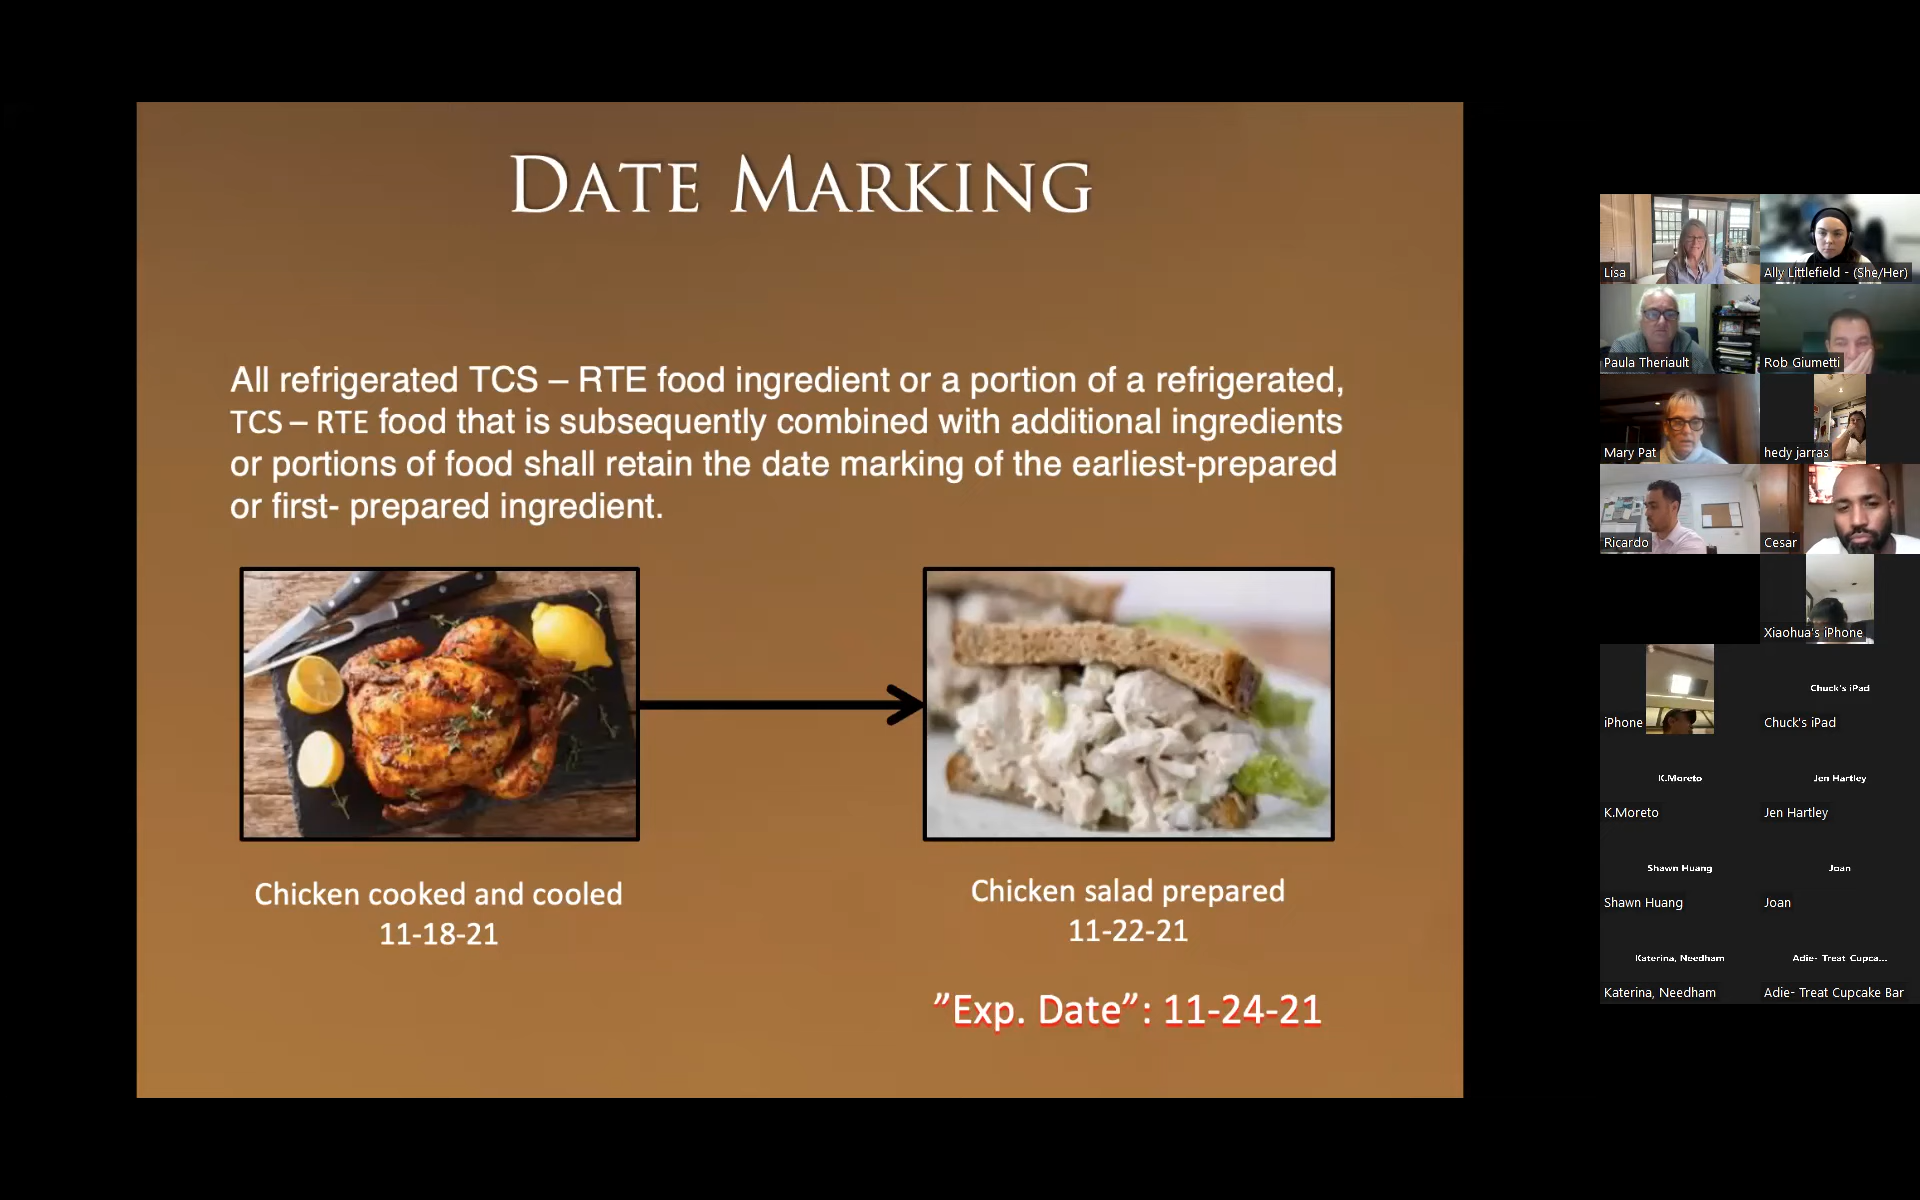 DATE MARKING
All refrigerated TCS – RTE food ingredient or a portion of a refrigerated,
TCS – RTE food that is subsequently combined with additional ingredients
or portions of food shall retain the date marking of the earliest-prepared
or first- prepared ingredient.
Chicken cooked and cooled
11-18-21
Chicken salad prepared
11-22-21
”Exp. Date”: 11-24-21
Lisa
Ally Littlefield - (She/Her)
Paula Theriault
Rob Giumetti
Mary Pat
hedy jarras
Ricardo
Cesar
Xiaohua's iPhone
iPhone
Chuck's iPad
Chuck's iPad
K.Moreto
K.Moreto
Jen Hartley
Jen Hartley
Shawn Huang
Shawn Huang
Joan
Joan
Katerina, Needham
Katerina, Needham
Adie- Treat Cupca...
Adie- Treat Cupcake Bar